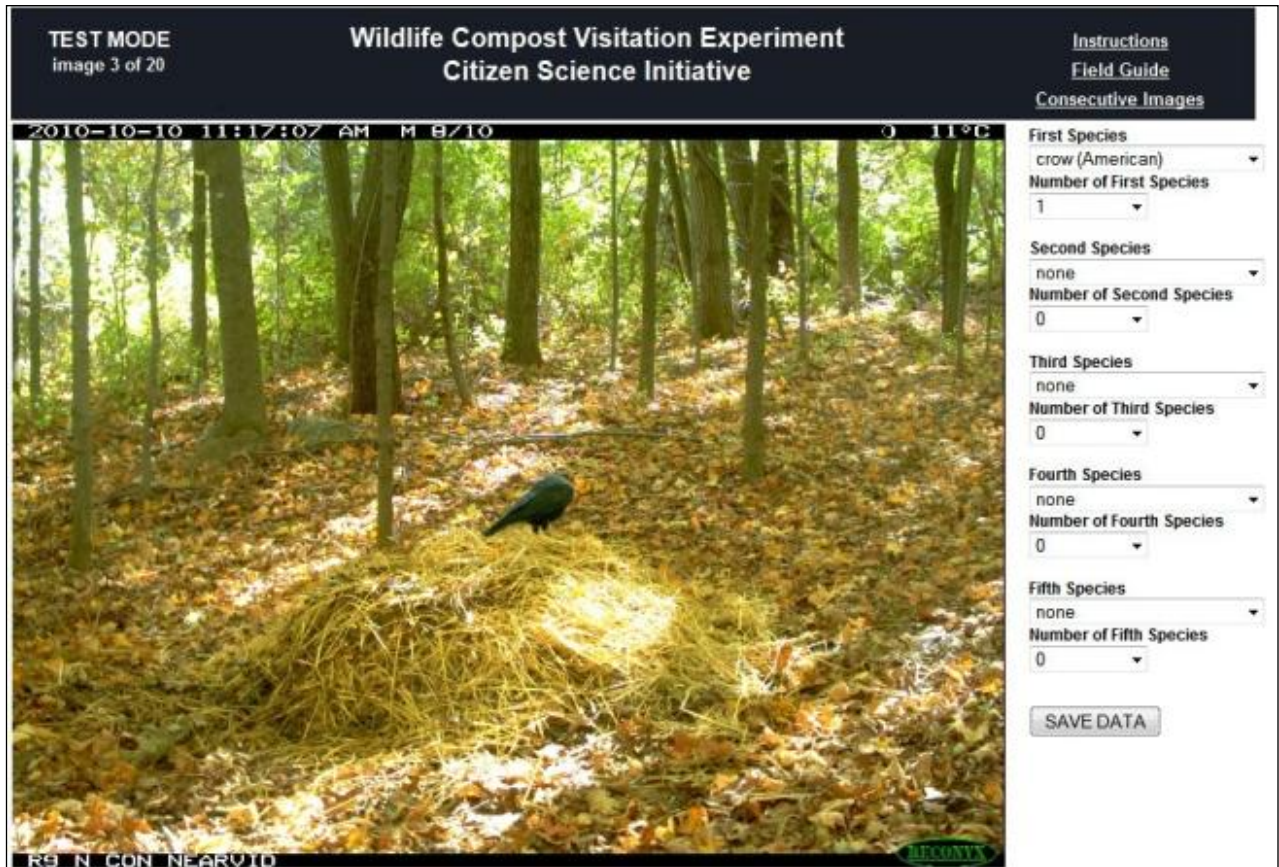 TEST MODE
image 3 of 20
Wildlife Compost Visitation Experiment
Citizen Science Initiative
Instructions
Field Guide
Consecutive Images
2010-10-10 11:17:07 AM M 8/10 11°C
First Species
crow (American)
Number of First Species
1
Second Species
none
Number of Second Species
0
Third Species
none
Number of Third Species
0
Fourth Species
none
Number of Fourth Species
0
Fifth Species
none
Number of Fifth Species
0
SAVE DATA
R9 N CON NEARVID
RECONYX